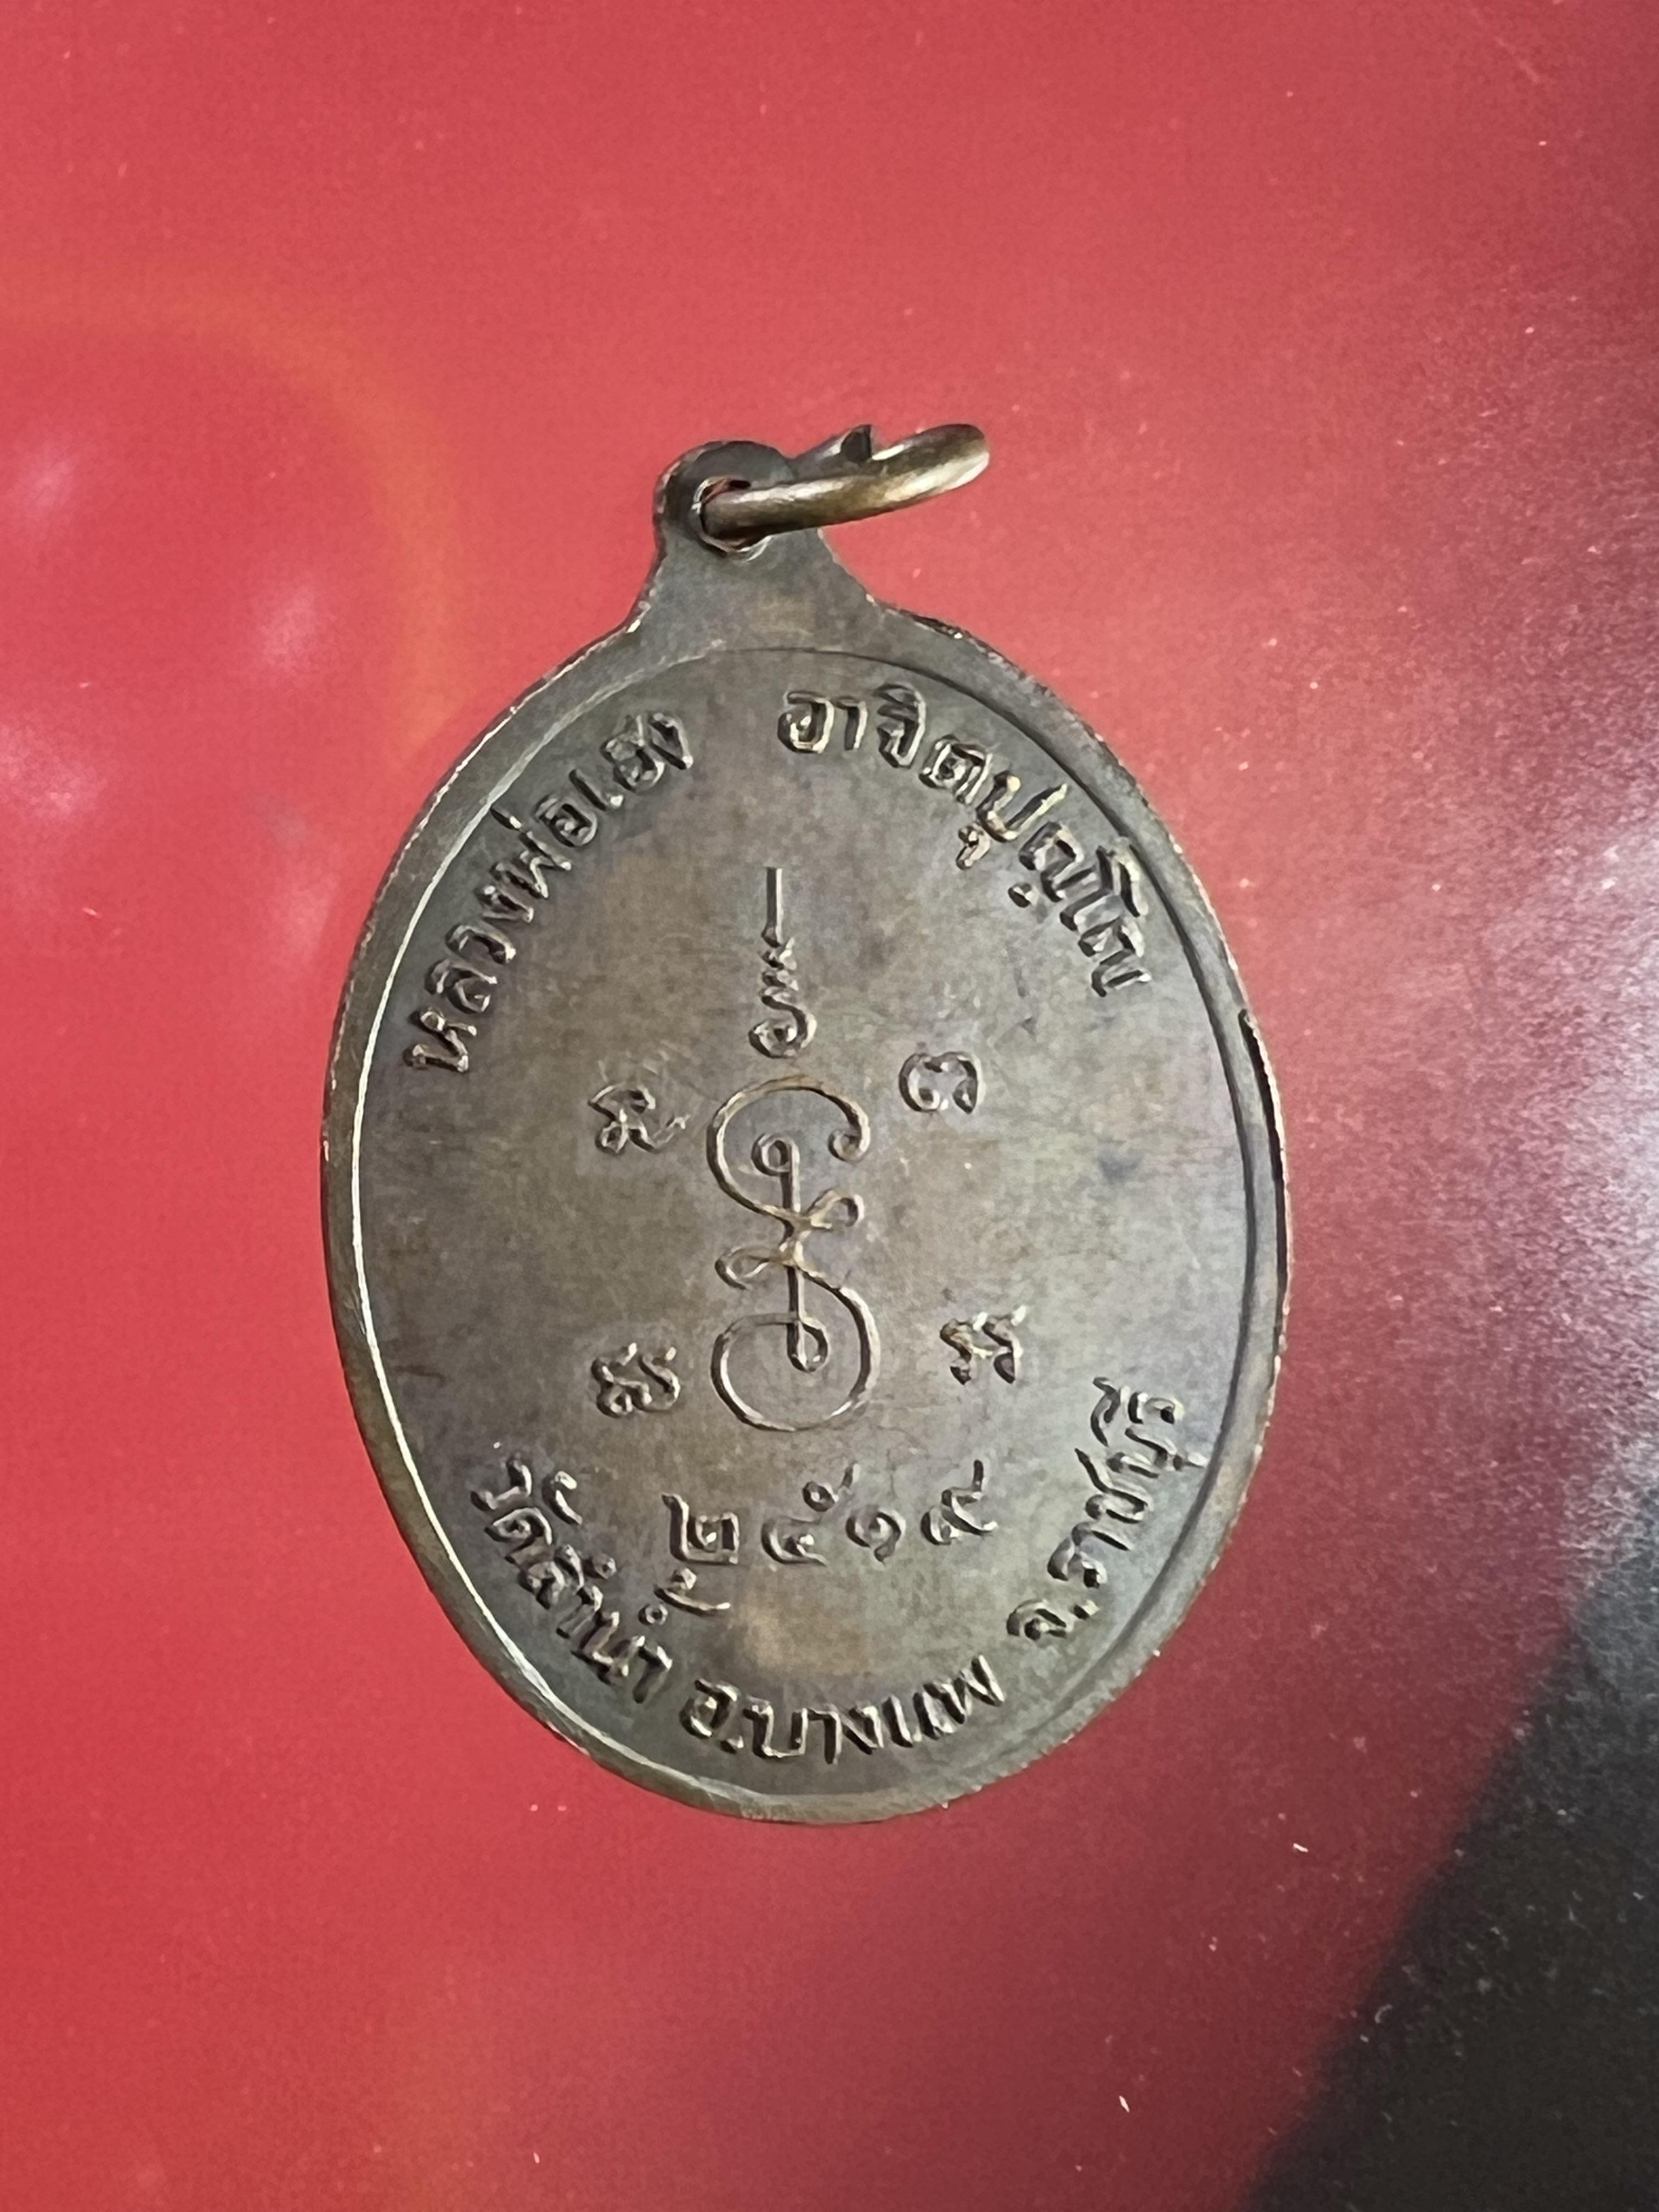 หลวงพ่อเฮง อาจิตปุญโญ
๒๕๑๙
วัดลำน้ำ อ.บางแพ จ.ราชบุรี